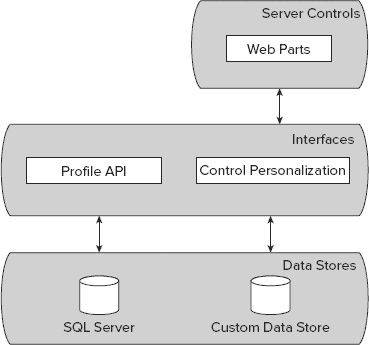 Server Controls
Web Parts
Interfaces
Profile API
Control Personalization
Data Stores
SQL Server
Custom Data Store